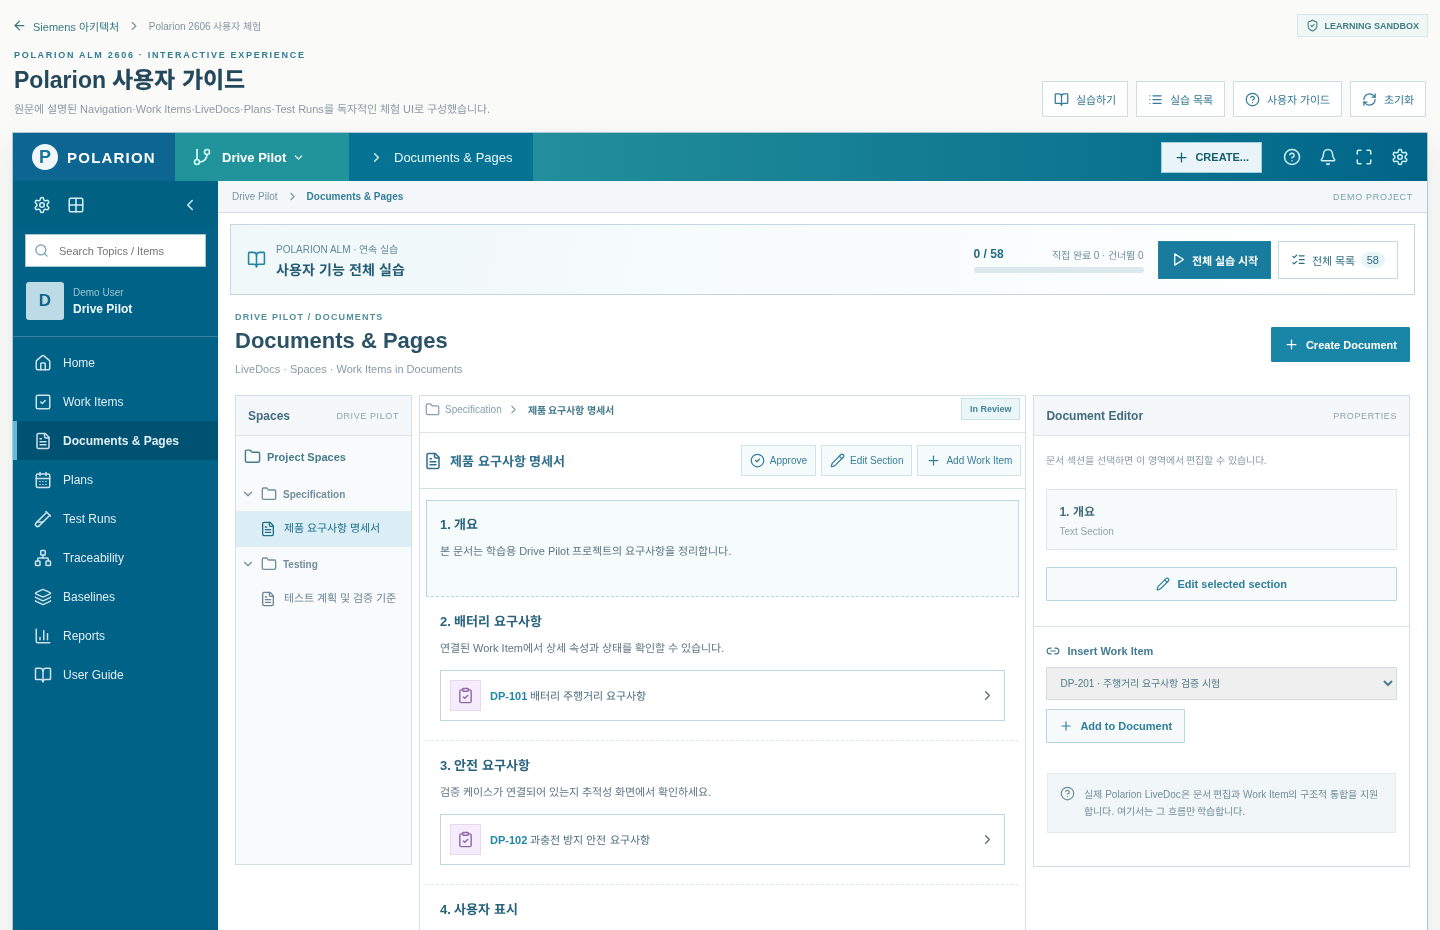 Siemens 아키텍처
Polarion 2606 사용자 체험
LEARNING SANDBOX
POLARION ALM 2606 · INTERACTIVE EXPERIENCE
Polarion 사용자 가이드
원문에 설명된 Navigation·Work Items·LiveDocs·Plans·Test Runs를 독자적인 체험 UI로 구성했습니다.
실습하기
실습 목록
사용자 가이드
초기화
P POLARION
Drive Pilot
Documents & Pages
CREATE...
Search Topics / Items
D
Demo User
Drive Pilot
Home
Work Items
Documents & Pages
Plans
Test Runs
Traceability
Baselines
Reports
User Guide
Drive Pilot
Documents & Pages
DEMO PROJECT
POLARION ALM · 연속 실습
사용자 기능 전체 실습
0 / 58
직접 완료 0 · 건너뜀 0
전체 실습 시작
전체 목록 58
DRIVE PILOT / DOCUMENTS
Documents & Pages
LiveDocs · Spaces · Work Items in Documents
Create Document
Spaces
DRIVE PILOT
Project Spaces
Specification
제품 요구사항 명세서
Testing
테스트 계획 및 검증 기준
Specification
제품 요구사항 명세서
In Review
제품 요구사항 명세서
Approve
Edit Section
Add Work Item
1. 개요
본 문서는 학습용 Drive Pilot 프로젝트의 요구사항을 정리합니다.
2. 배터리 요구사항
연결된 Work Item에서 상세 속성과 상태를 확인할 수 있습니다.
DP-101 배터리 주행거리 요구사항
3. 안전 요구사항
검증 케이스가 연결되어 있는지 추적성 화면에서 확인하세요.
DP-102 과충전 방지 안전 요구사항
4. 사용자 표시
Document Editor
PROPERTIES
문서 섹션을 선택하면 이 영역에서 편집할 수 있습니다.
1. 개요
Text Section
Edit selected section
Insert Work Item
DP-201 · 주행거리 요구사항 검증 시험
Add to Document
실제 Polarion LiveDoc은 문서 편집과 Work Item의 구조적 통합을 지원
합니다. 여기서는 그 흐름만 학습합니다.